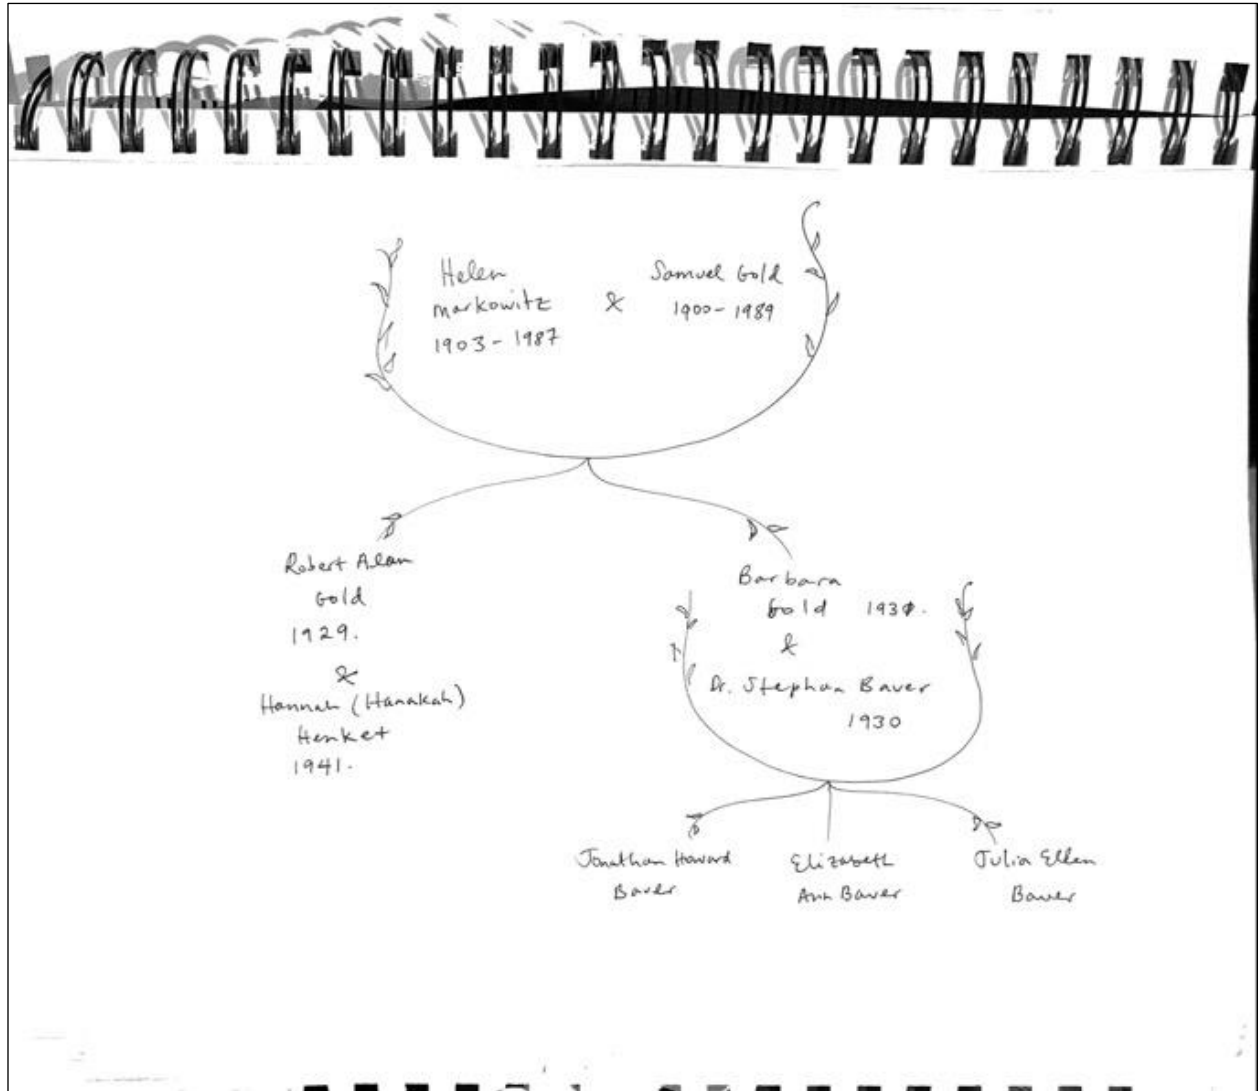 Helen
Markowitz
1903 - 1987
&
Samuel Gold
1900 - 1989
Robert Alan
Gold
1929.
&
Hannah (Hanakah)
Henket
1941.
Barbara
Gold 1930.
&
Dr. Stephan Bauer
1930
Jonathan Howard
Bauer
Elizabeth
Ann Bauer
Julia Ellen
Bauer